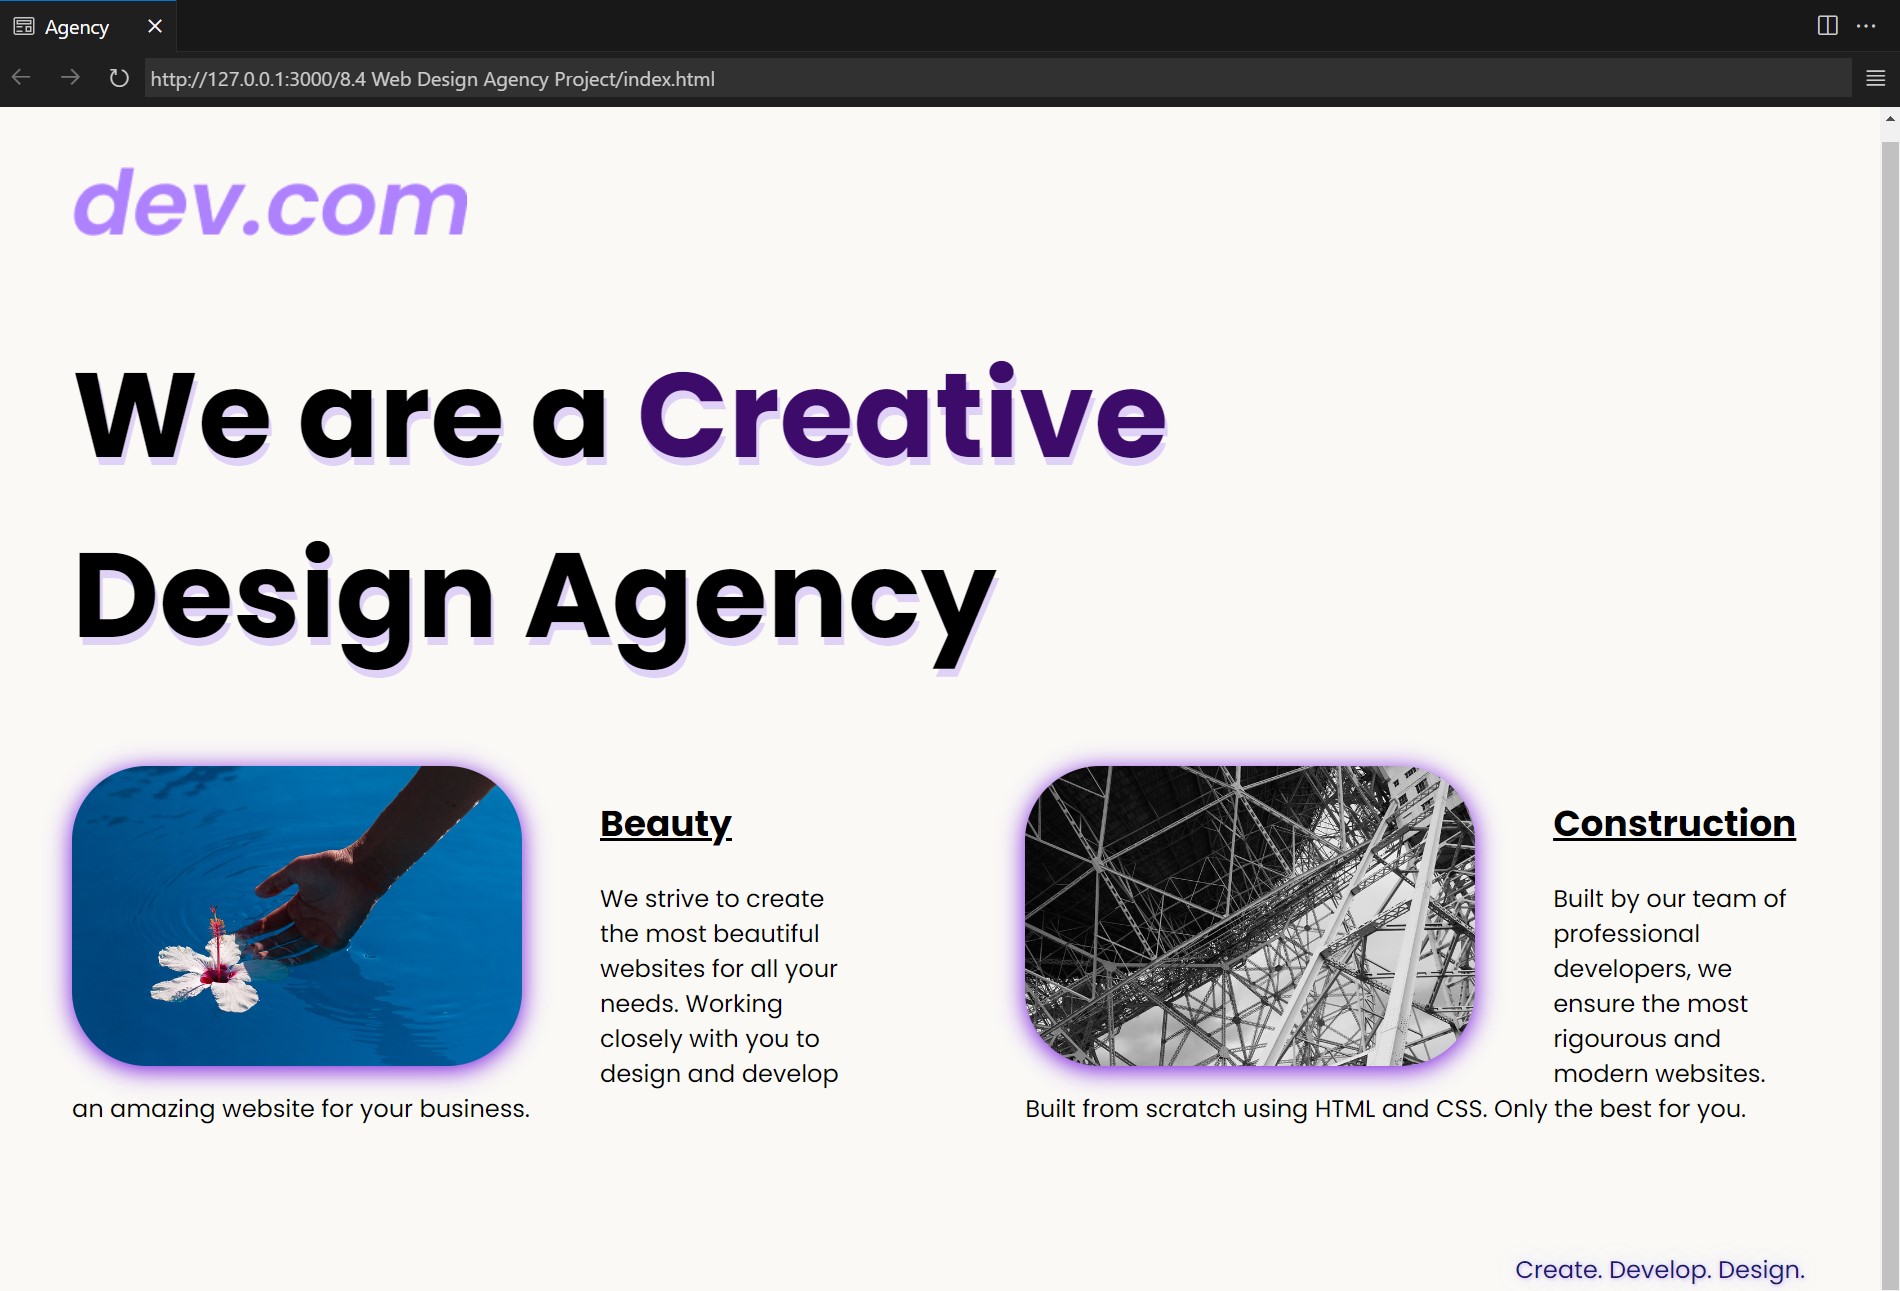 Agency
http://127.0.0.1:3000/8.4 Web Design Agency Project/index.html
dev.com
We are a Creative
Design Agency
Beauty
We strive to create
the most beautiful
websites for all your
needs. Working
closely with you to
design and develop
an amazing website for your business.
Construction
Built by our team of
professional
developers, we
ensure the most
rigourous and
modern websites.
Built from scratch using HTML and CSS. Only the best for you.
Create. Develop. Design.